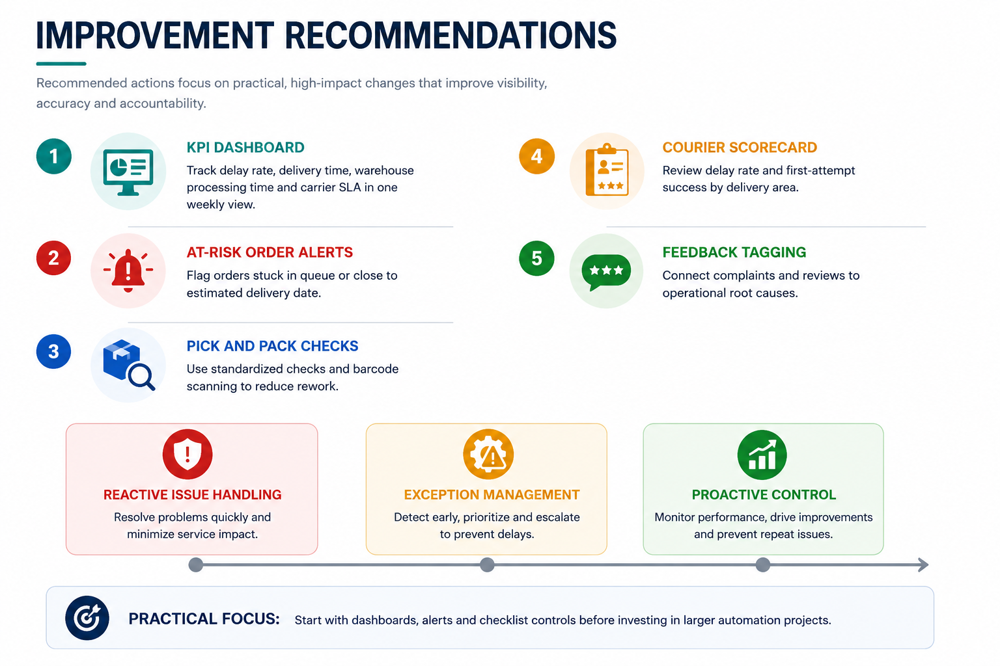 IMPROVEMENT RECOMMENDATIONS
Recommended actions focus on practical, high-impact changes that improve visibility,
accuracy and accountability.
1
KPI DASHBOARD
Track delay rate, delivery time, warehouse
processing time and carrier SLA in one
weekly view.
2
AT-RISK ORDER ALERTS
Flag orders stuck in queue or close to
estimated delivery date.
3
PICK AND PACK CHECKS
Use standardized checks and barcode
scanning to reduce rework.
4
COURIER SCORECARD
Review delay rate and first-attempt
success by delivery area.
5
FEEDBACK TAGGING
Connect complaints and reviews to
operational root causes.
REACTIVE ISSUE HANDLING
Resolve problems quickly and
minimize service impact.
EXCEPTION MANAGEMENT
Detect early, prioritize and escalate
to prevent delays.
PROACTIVE CONTROL
Monitor performance, drive improvements
and prevent repeat issues.
PRACTICAL FOCUS: Start with dashboards, alerts and checklist controls before investing in larger automation projects.